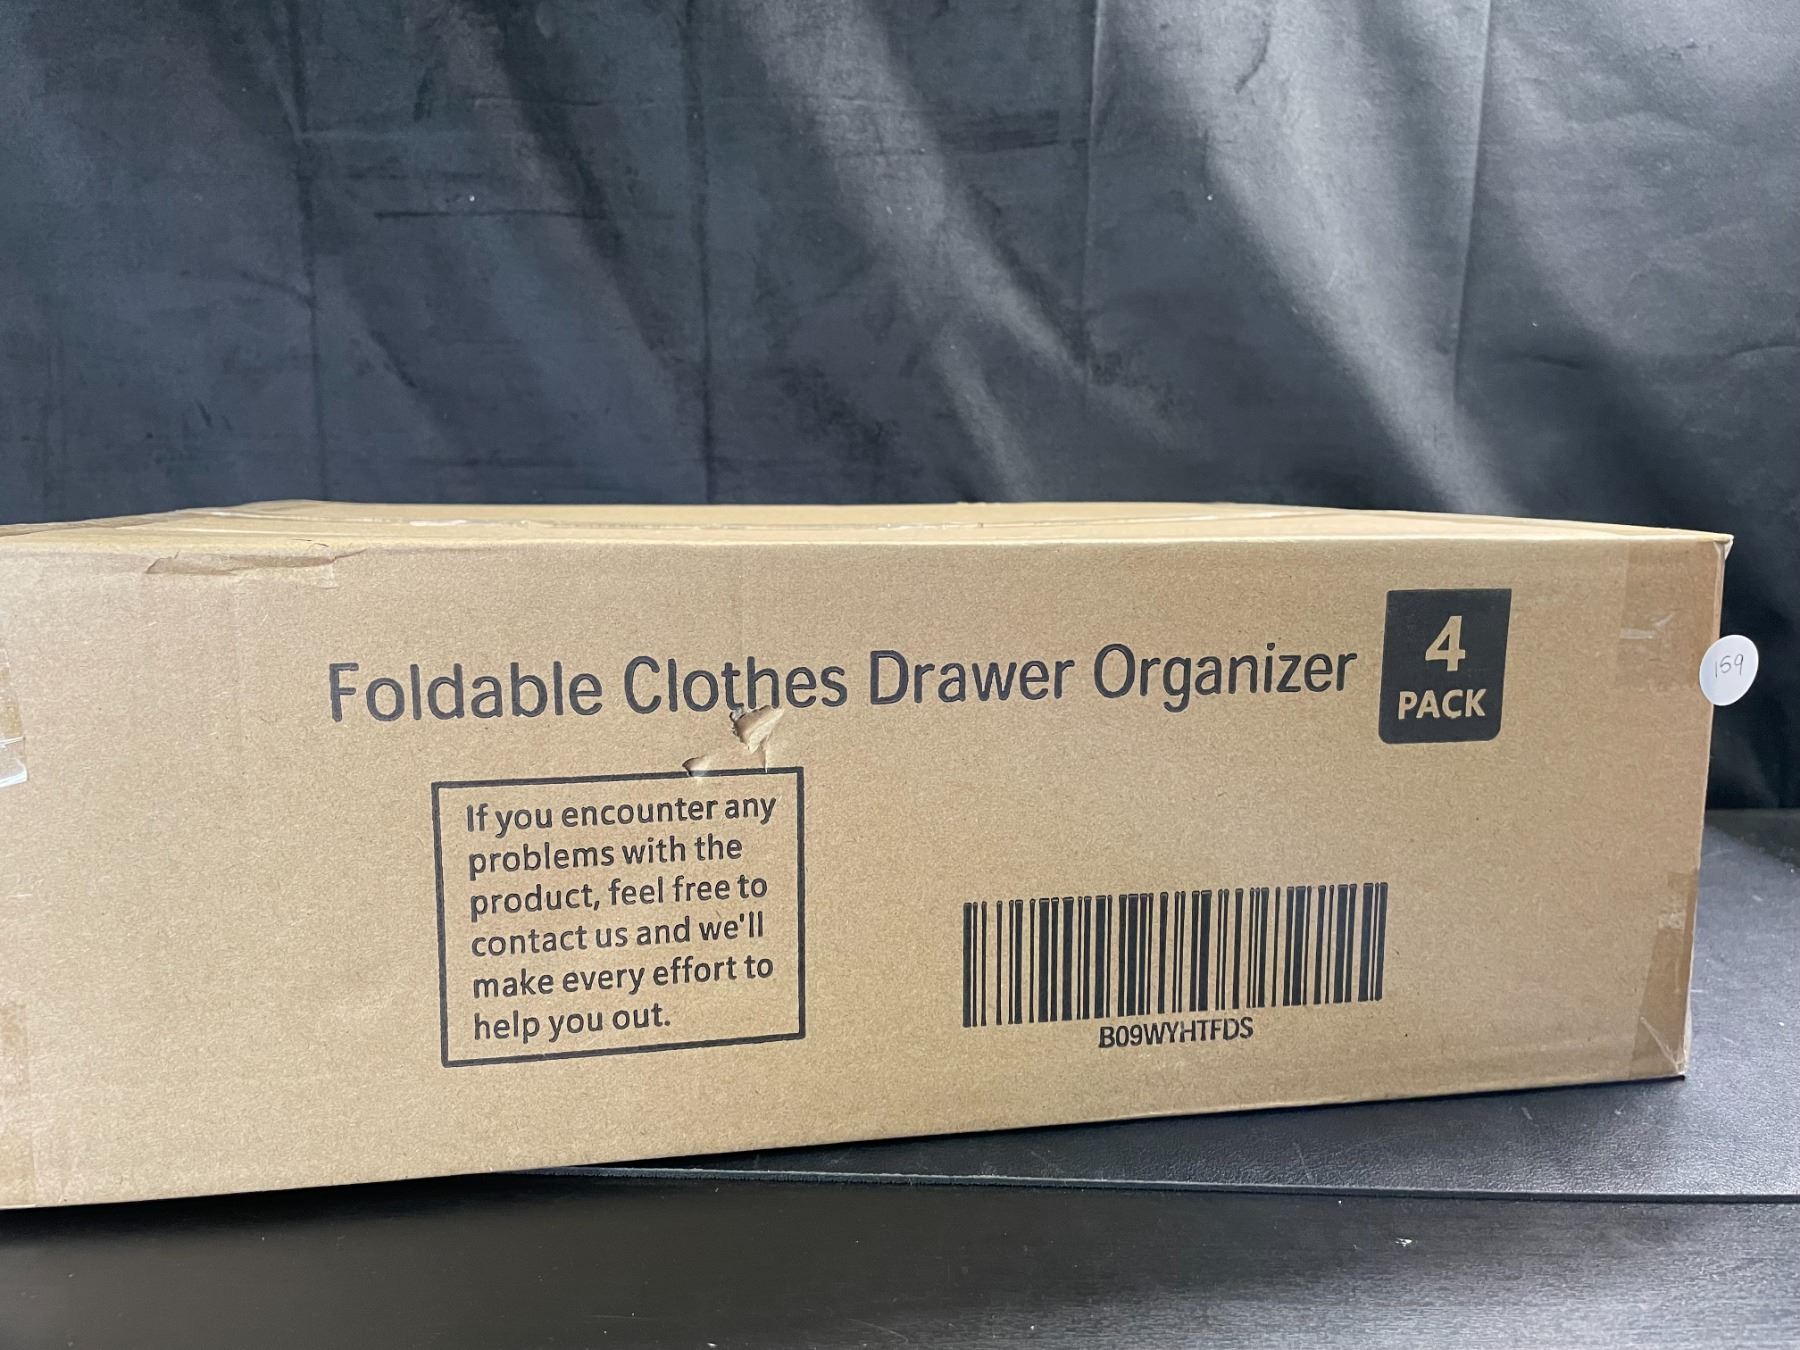 Foldable Clothes Drawer Organizer
4
PACK
159
If you encounter any
problems with the
product, feel free to
contact us and we'll
make every effort to
help you out.
B09WYHTFDS